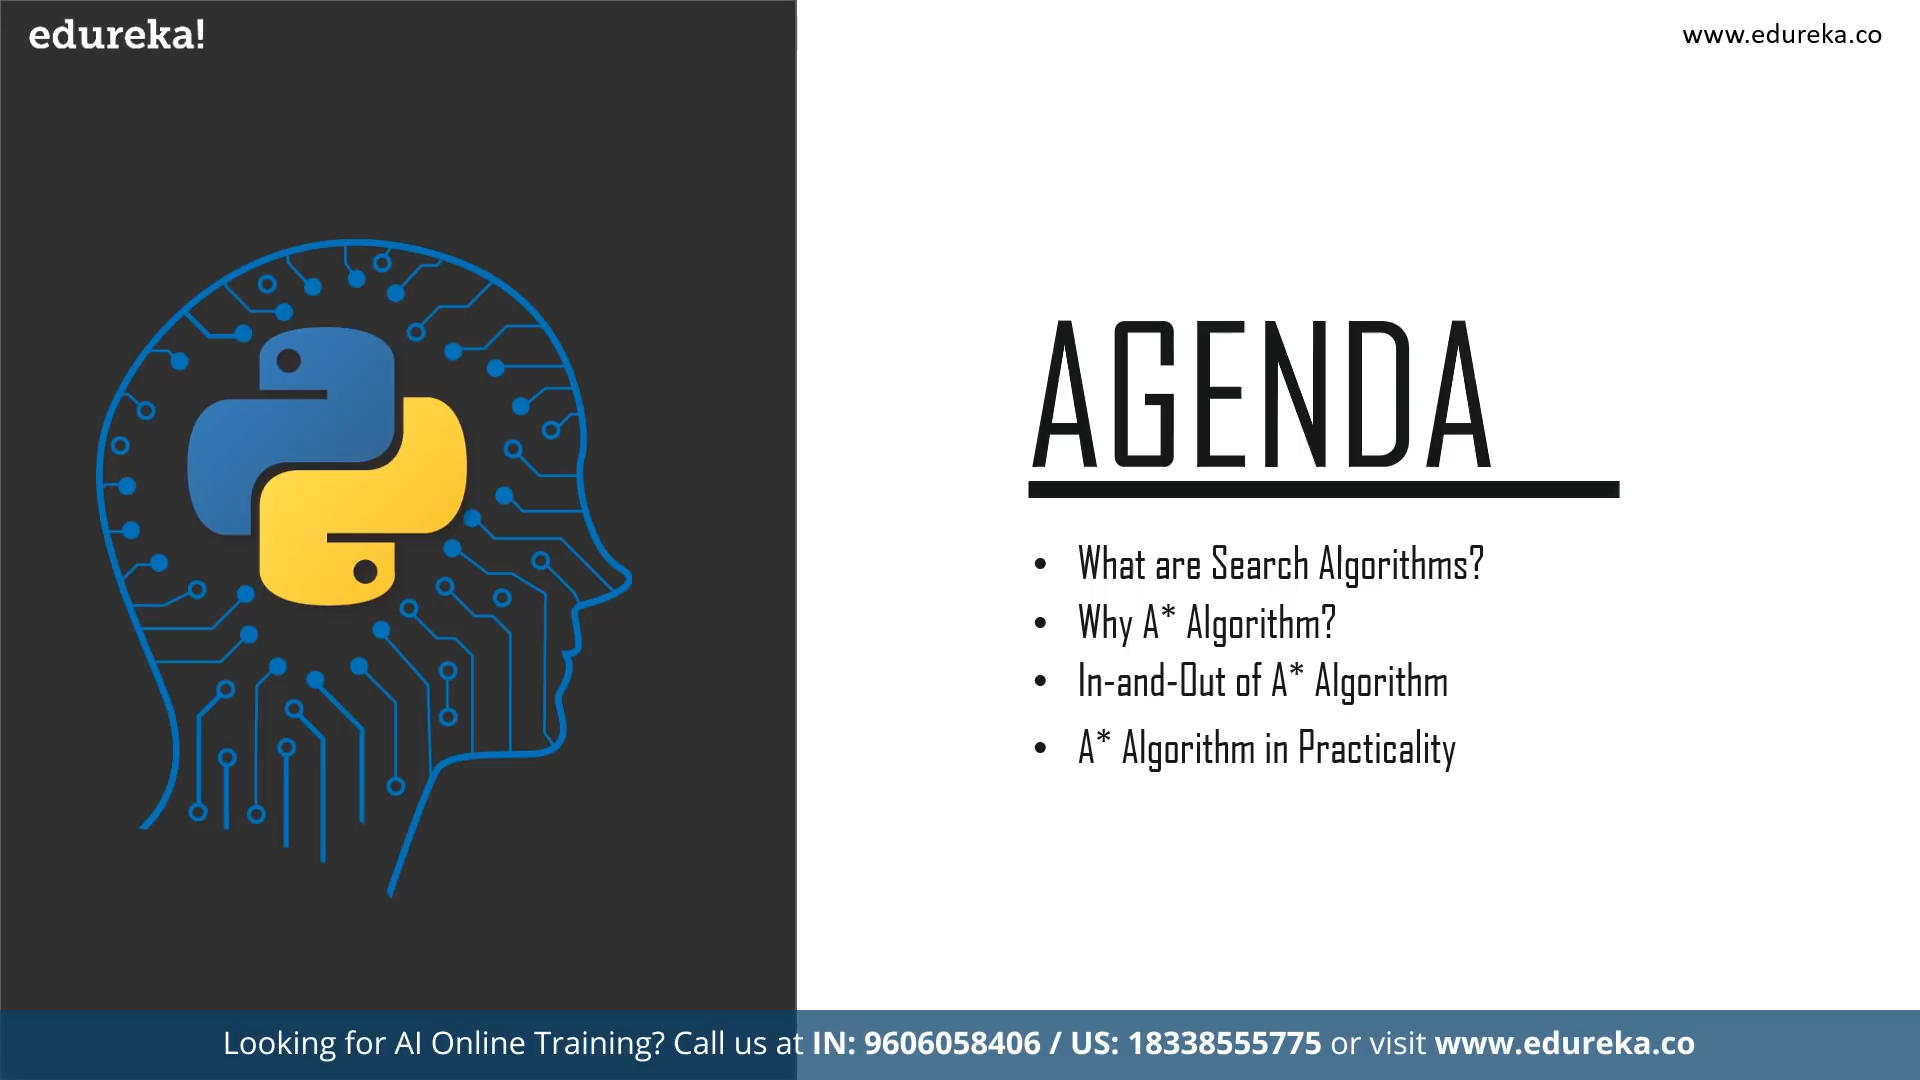 edureka!
www.edureka.co
AGENDA
• What are Search Algorithms?
• Why A* Algorithm?
• In-and-Out of A* Algorithm
• A* Algorithm in Practicality
Looking for AI Online Training? Call us at IN: 9606058406 / US: 18338555775 or visit www.edureka.co